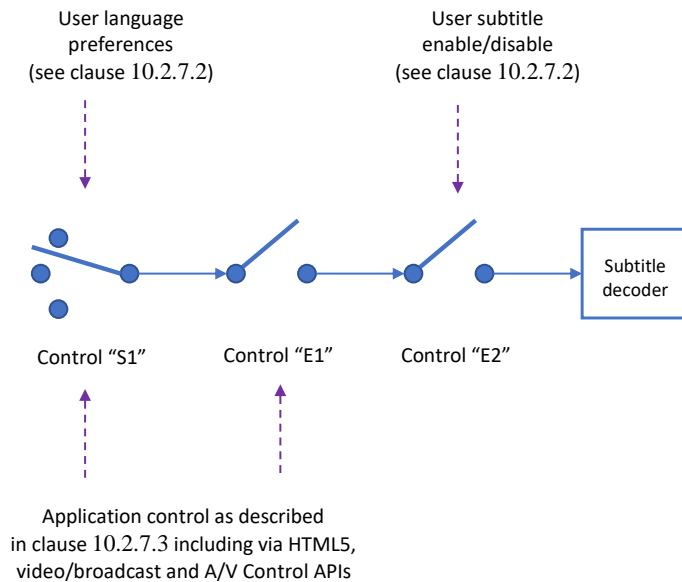 User language
preferences
(see clause 10.2.7.2)
User subtitle
enable/disable
(see clause 10.2.7.2)
Subtitle
decoder
Control “S1”
Control “E1”
Control “E2”
Application control as described
in clause 10.2.7.3 including via HTML5,
video/broadcast and A/V Control APIs